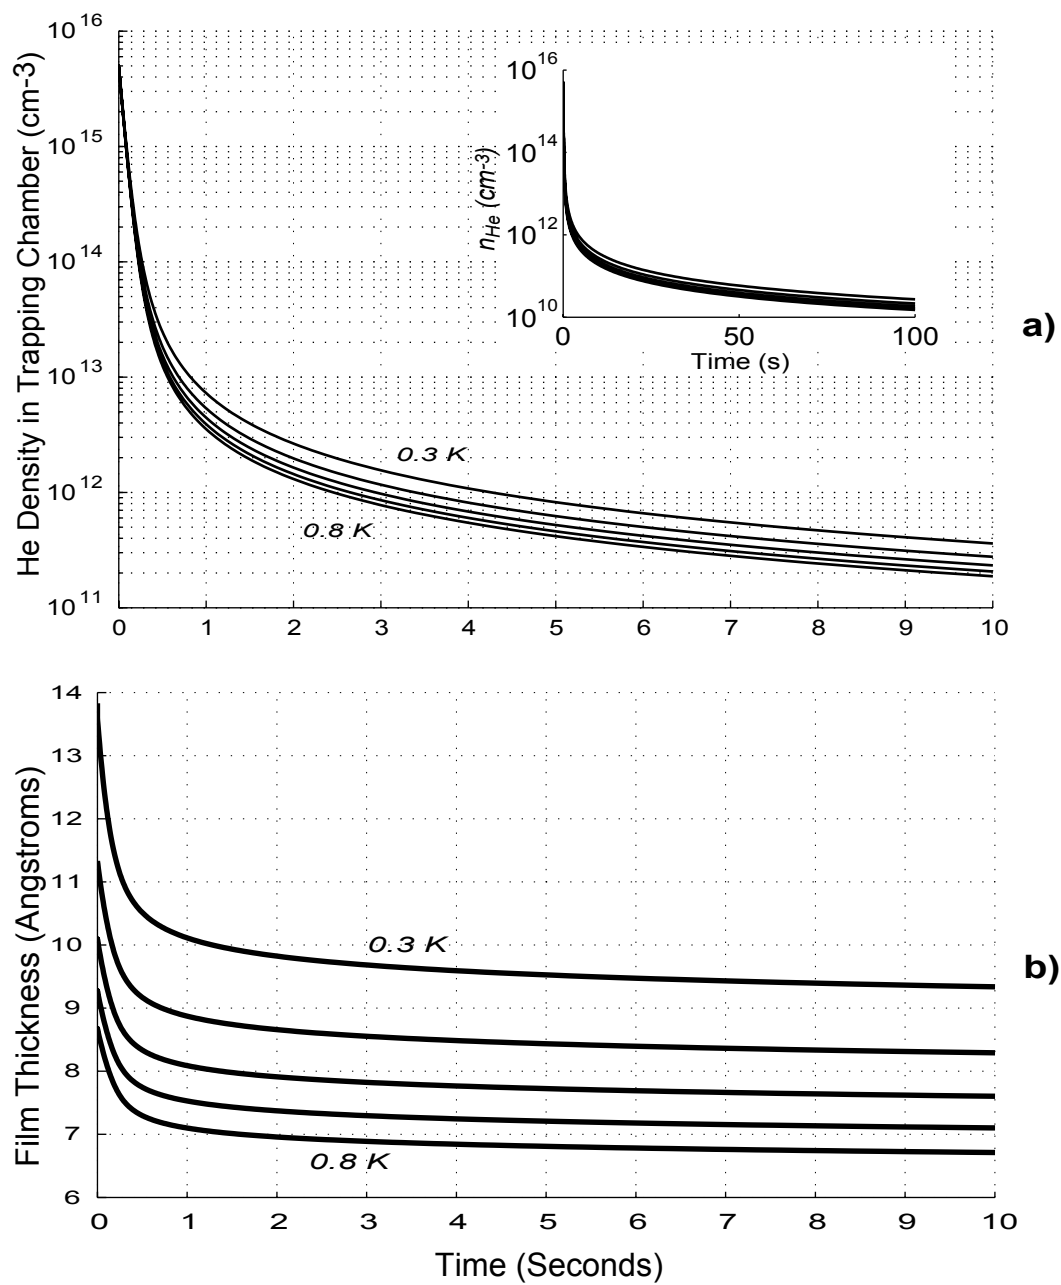 He Density in Trapping Chamber (cm-3)
10^16
10^15
10^14
10^13
10^12
10^11
0 1 2 3 4 5 6 7 8 9 10
0.3 K
0.8 K
n_He (cm-3)
10^16
10^14
10^12
10^10
0 50 100
Time (s)
a)
Film Thickness (Angstroms)
14
13
12
11
10
9
8
7
6
0.3 K
0.8 K
b)
0 1 2 3 4 5 6 7 8 9 10
Time (Seconds)